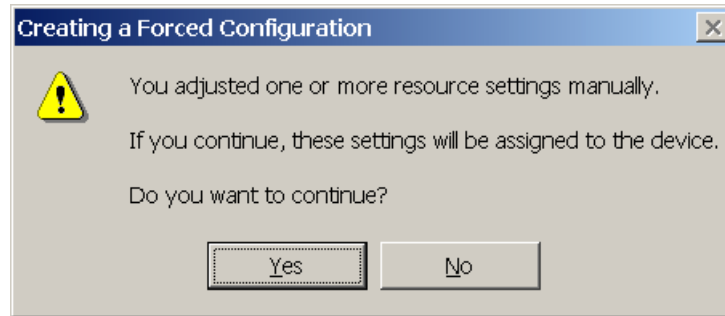 Creating a Forced Configuration
You adjusted one or more resource settings manually.
If you continue, these settings will be assigned to the device.
Do you want to continue?
Yes No